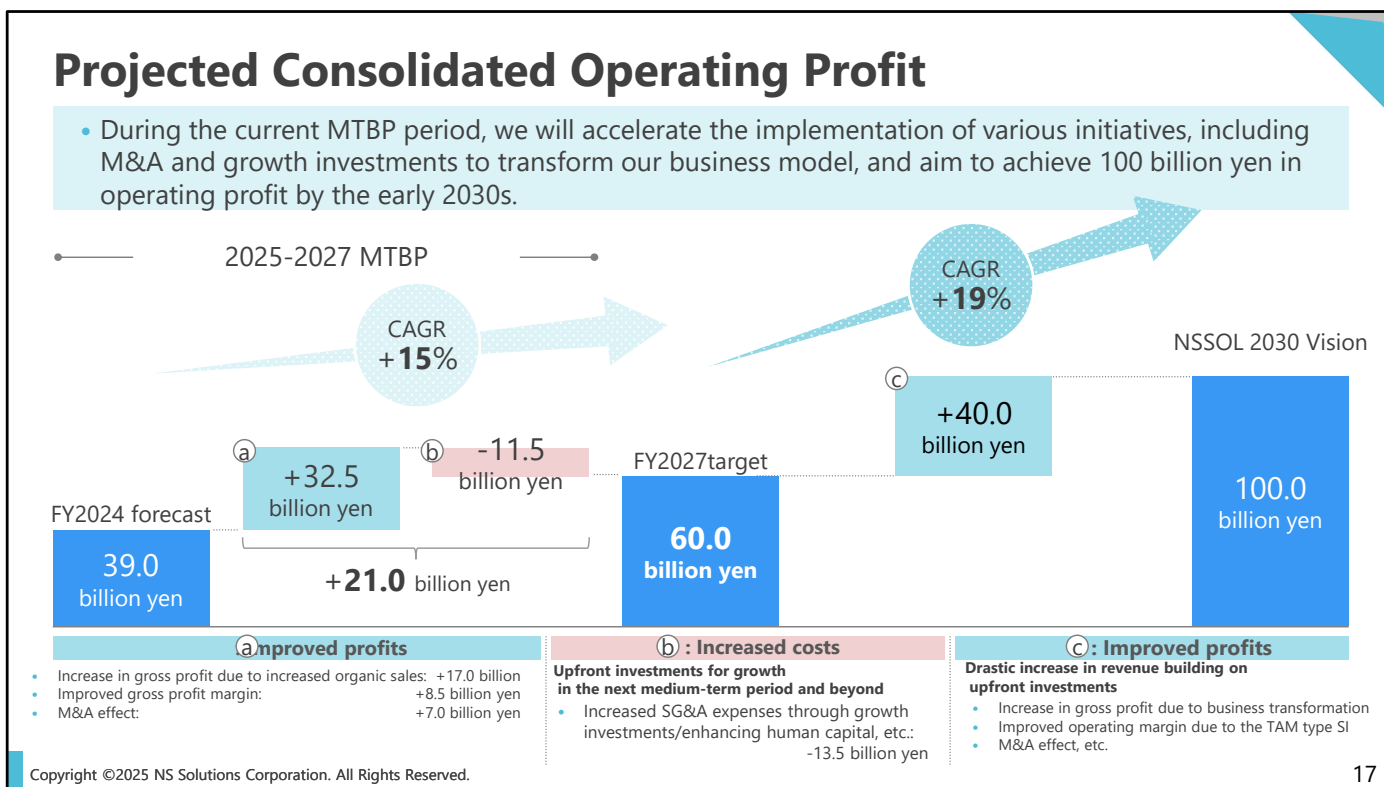 Projected Consolidated Operating Profit
• During the current MTBP period, we will accelerate the implementation of various initiatives, including
M&A and growth investments to transform our business model, and aim to achieve 100 billion yen in
operating profit by the early 2030s.
2025-2027 MTBP
CAGR
+15%
CAGR
+19%
NSSOL 2030 Vision
c
+40.0
billion yen
a
+32.5
billion yen
b
-11.5
billion yen
FY2027target
FY2024 forecast
39.0
billion yen
+21.0 billion yen
60.0
billion yen
100.0
billion yen
a
: Improved profits
• Increase in gross profit due to increased organic sales: +17.0 billion
• Improved gross profit margin: +8.5 billion yen
• M&A effect: +7.0 billion yen
b : Increased costs
Upfront investments for growth
in the next medium-term period and beyond
• Increased SG&A expenses through growth
investments/enhancing human capital, etc.:
-13.5 billion yen
c : Improved profits
Drastic increase in revenue building on
upfront investments
• Increase in gross profit due to business transformation
• Improved operating margin due to the TAM type SI
• M&A effect, etc.
Copyright ©2025 NS Solutions Corporation. All Rights Reserved.
17